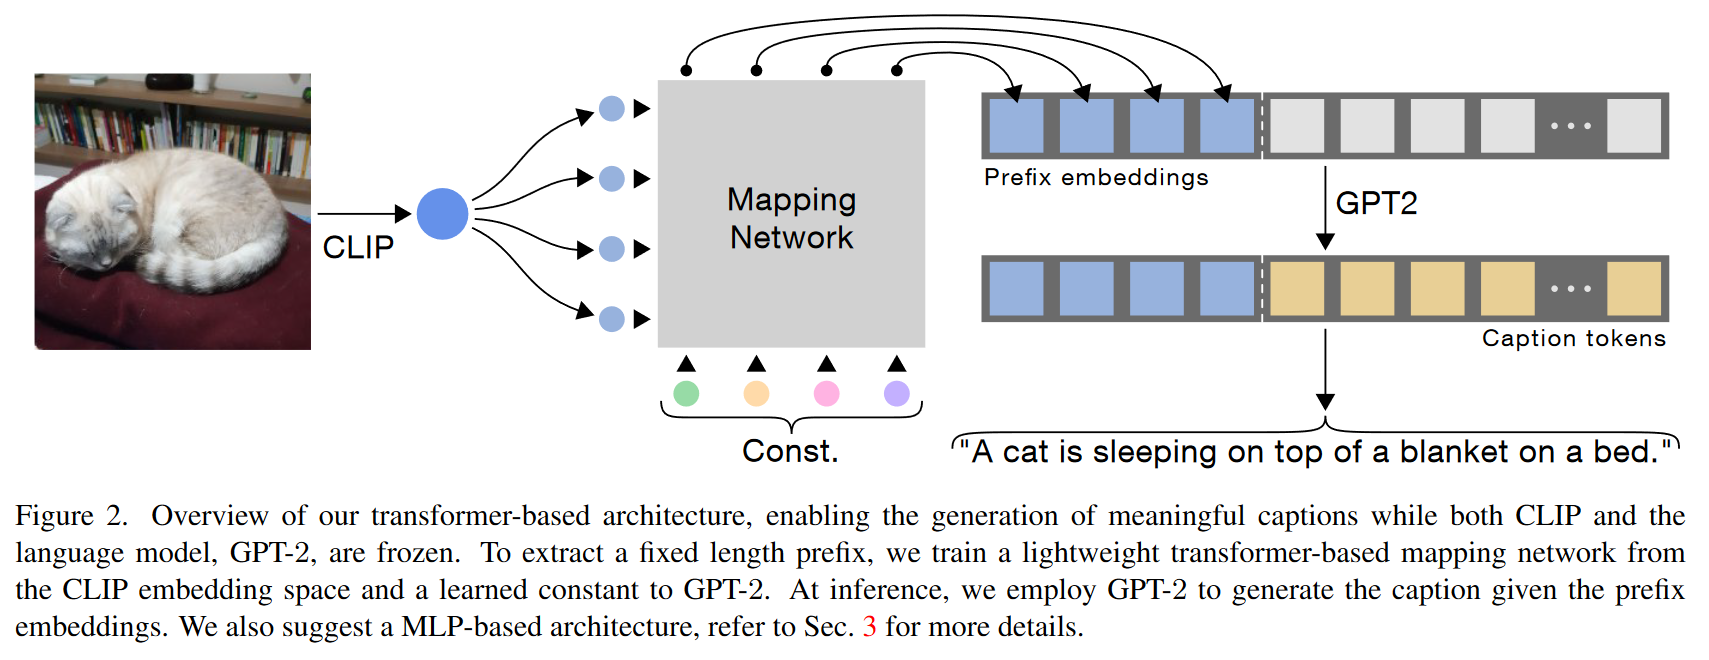 CLIP
Mapping
Network
Const.
Prefix embeddings
GPT2
Caption tokens
"A cat is sleeping on top of a blanket on a bed."
Figure 2. Overview of our transformer-based architecture, enabling the generation of meaningful captions while both CLIP and the
language model, GPT-2, are frozen. To extract a fixed length prefix, we train a lightweight transformer-based mapping network from
the CLIP embedding space and a learned constant to GPT-2. At inference, we employ GPT-2 to generate the caption given the prefix
embeddings. We also suggest a MLP-based architecture, refer to Sec. 3 for more details.